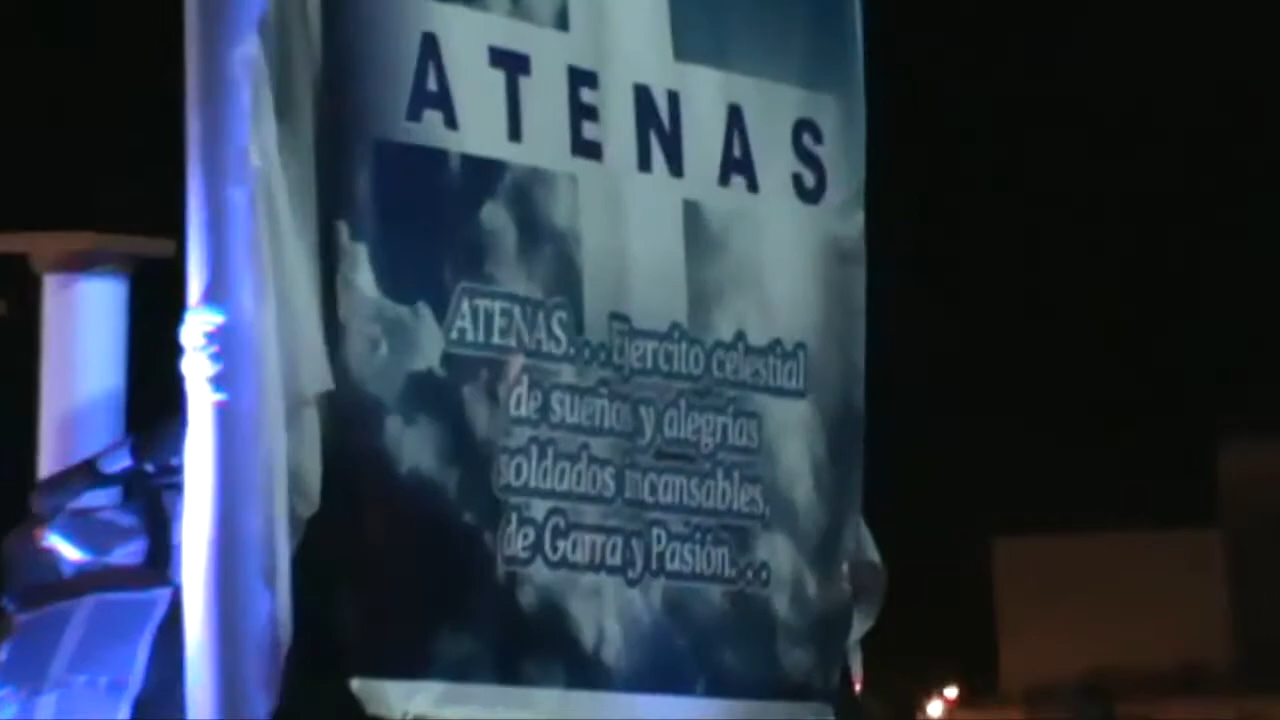 ATENAS
ATENAS. . . Ejercito celestial
de sueños y alegrías
soldados incansables,
de Garra y Pasión. . .